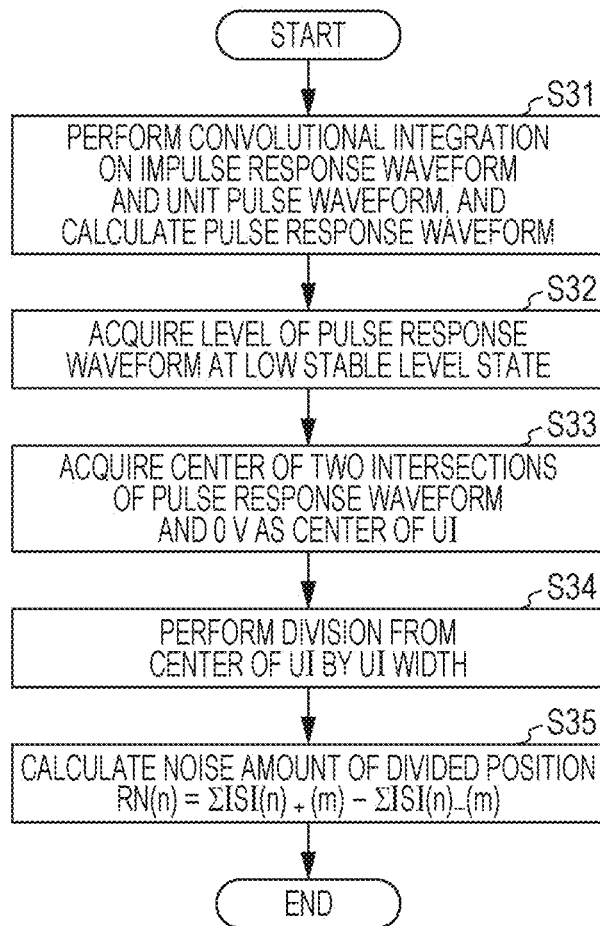 START
S31
PERFORM CONVOLUTIONAL INTEGRATION
ON IMPULSE RESPONSE WAVEFORM
AND UNIT PULSE WAVEFORM, AND
CALCULATE PULSE RESPONSE WAVEFORM
S32
ACQUIRE LEVEL OF PULSE RESPONSE
WAVEFORM AT LOW STABLE LEVEL STATE
S33
ACQUIRE CENTER OF TWO INTERSECTIONS
OF PULSE RESPONSE WAVEFORM
AND 0 V AS CENTER OF UI
S34
PERFORM DIVISION FROM
CENTER OF UI BY UI WIDTH
S35
CALCULATE NOISE AMOUNT OF DIVIDED POSITION
RN(n) = ΣISI(n)₊(m) − ΣISI(n)₋(m)
END